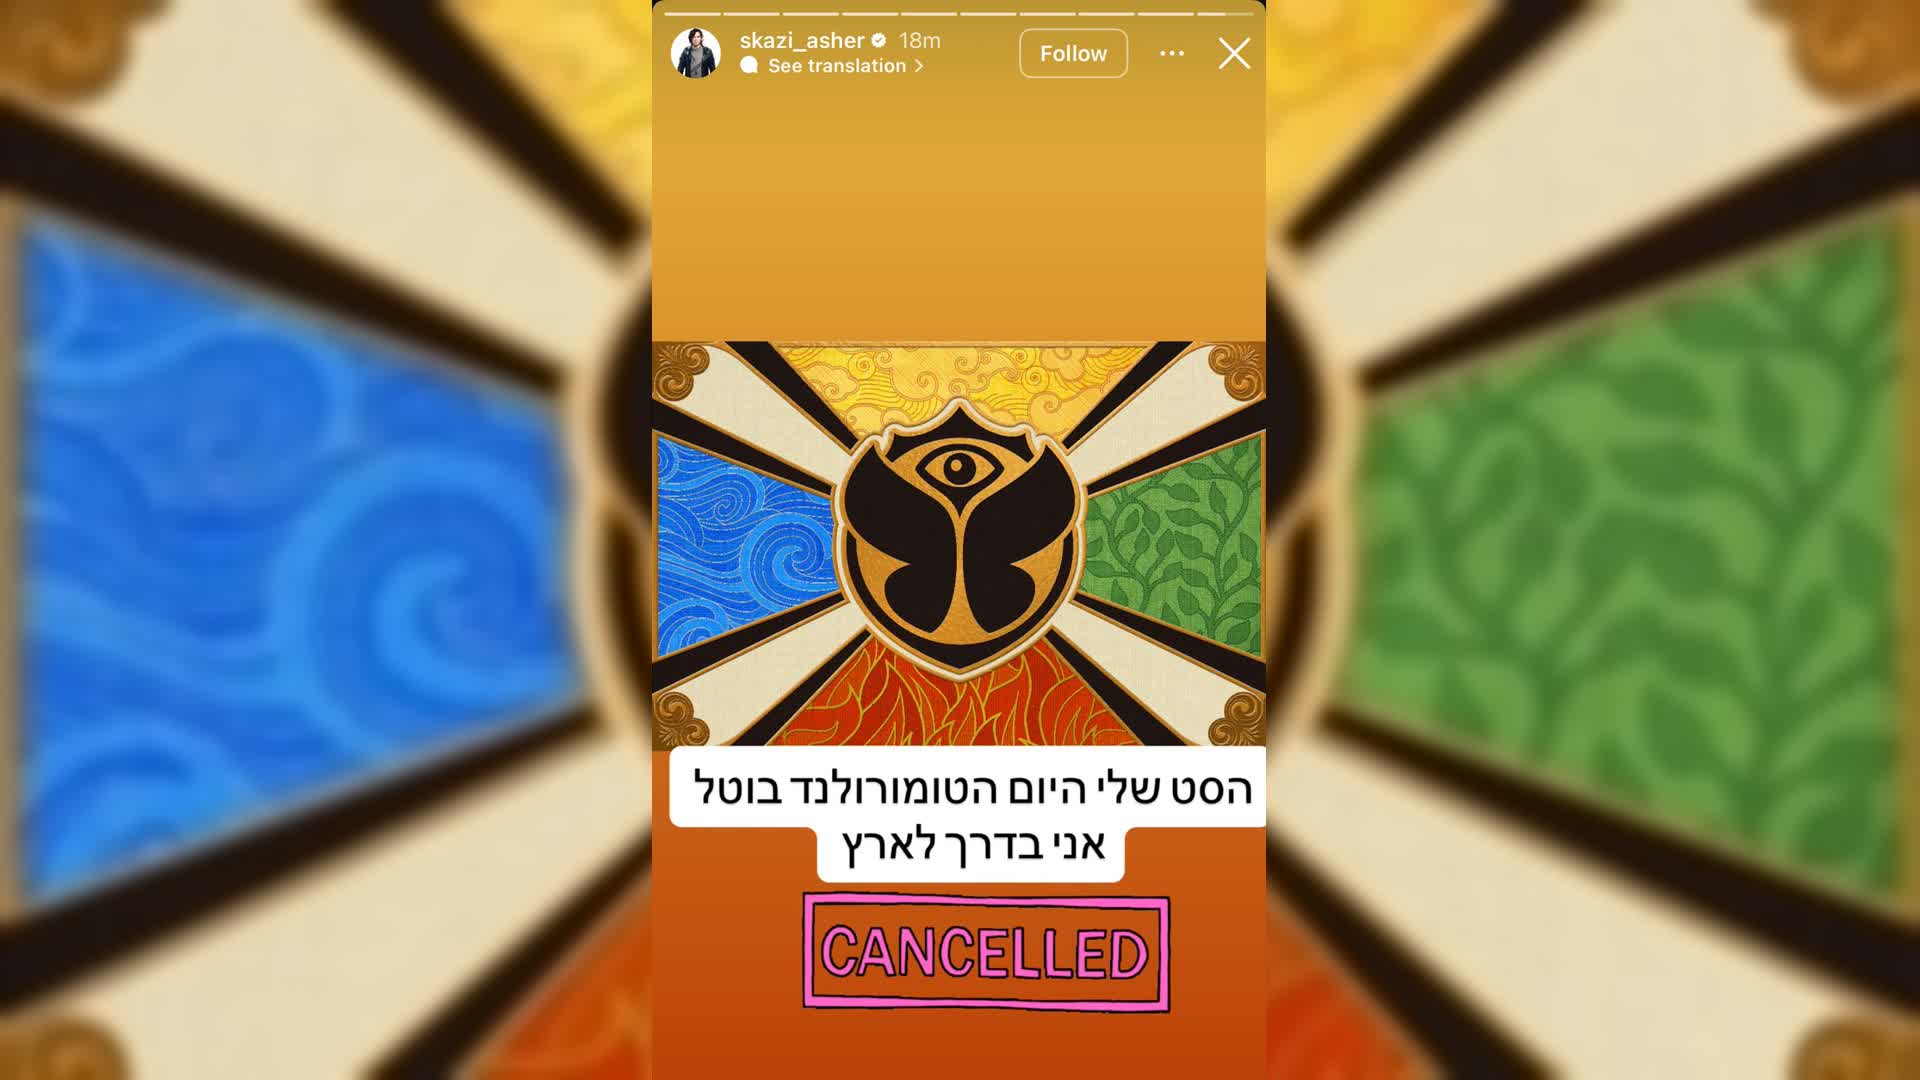 skazi_asher 18m
See translation
Follow
הסט שלי היום הטומורולנד בוטל
אני בדרך לארץ
CANCELLED